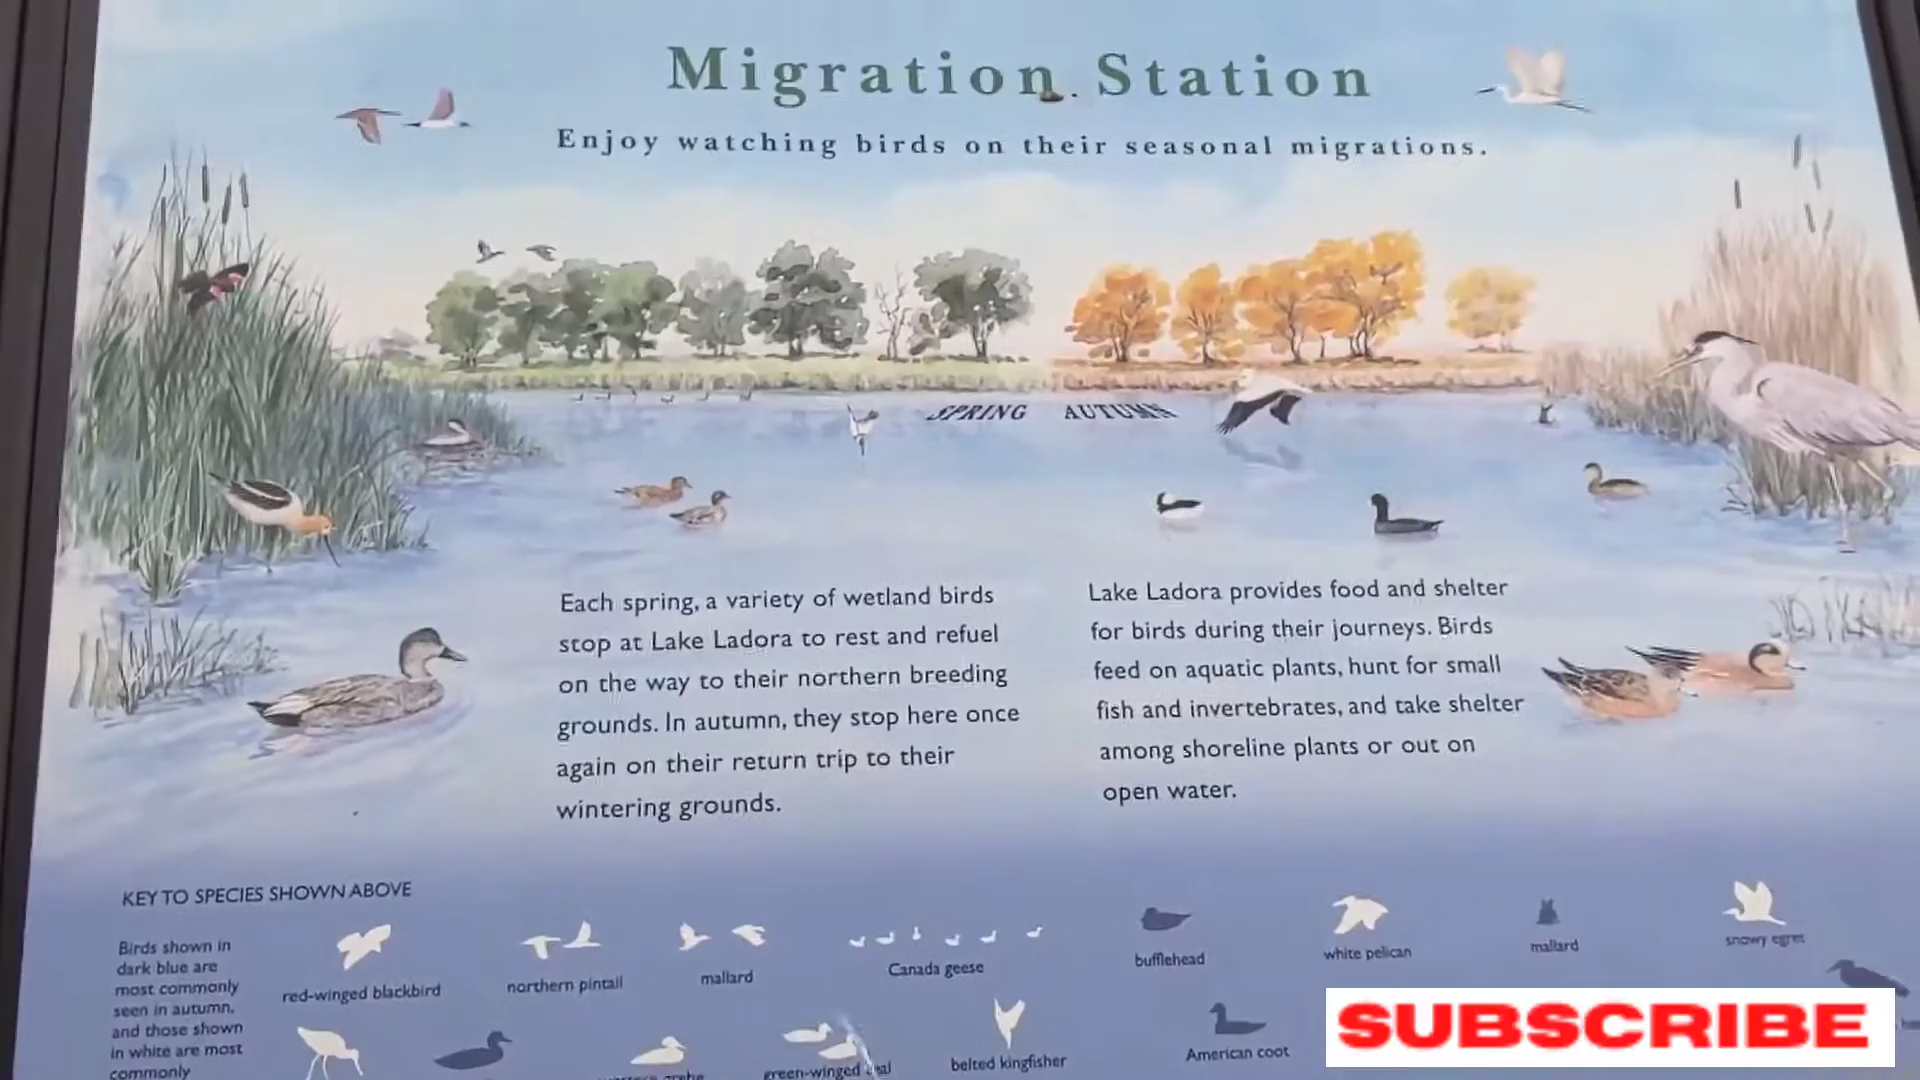 Migration Station
Enjoy watching birds on their seasonal migrations.
SPRING AUTUMN
Each spring, a variety of wetland birds
stop at Lake Ladora to rest and refuel
on the way to their northern breeding
grounds. In autumn, they stop here once
again on their return trip to their
wintering grounds.
Lake Ladora provides food and shelter
for birds during their journeys. Birds
feed on aquatic plants, hunt for small
fish and invertebrates, and take shelter
among shoreline plants or out on
open water.
KEY TO SPECIES SHOWN ABOVE
Birds shown in
dark blue are
most commonly
seen in autumn,
and those shown
in white are most
commonly
red-winged blackbird
northern pintail
mallard
Canada geese
bufflehead
white pelican
mallard
snowy egret
green-winged
belted kingfisher
American coot
SUBSCRIBE